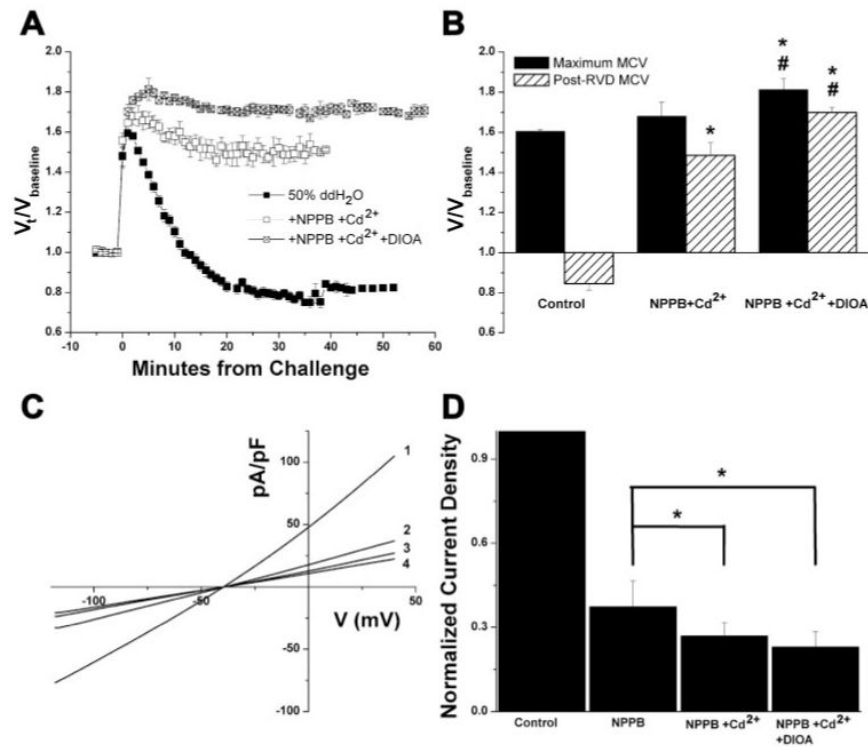 A
2.0
1.8
1.6
1.4
1.2
1.0
0.8
0.6
Vt/Vbaseline
50% ddH2O
+NPPB +Cd2+
+NPPB +Cd2+ +DIOA
-10 0 10 20 30 40 50 60
Minutes from Challenge
B
2.0
1.8
1.6
1.4
1.2
1.0
0.8
0.6
V/Vbaseline
Maximum MCV
Post-RVD MCV
*
*
#
*
#
Control NPPB+Cd2+ NPPB +Cd2+ +DIOA
C
pA/pF
100
50
-50
-100
-100 -50 50
V (mV)
1
2
3
4
D
Normalized Current Density
0.9
0.6
0.3
0.0
*
*
Control NPPB NPPB +Cd2+ NPPB +Cd2+
+DIOA